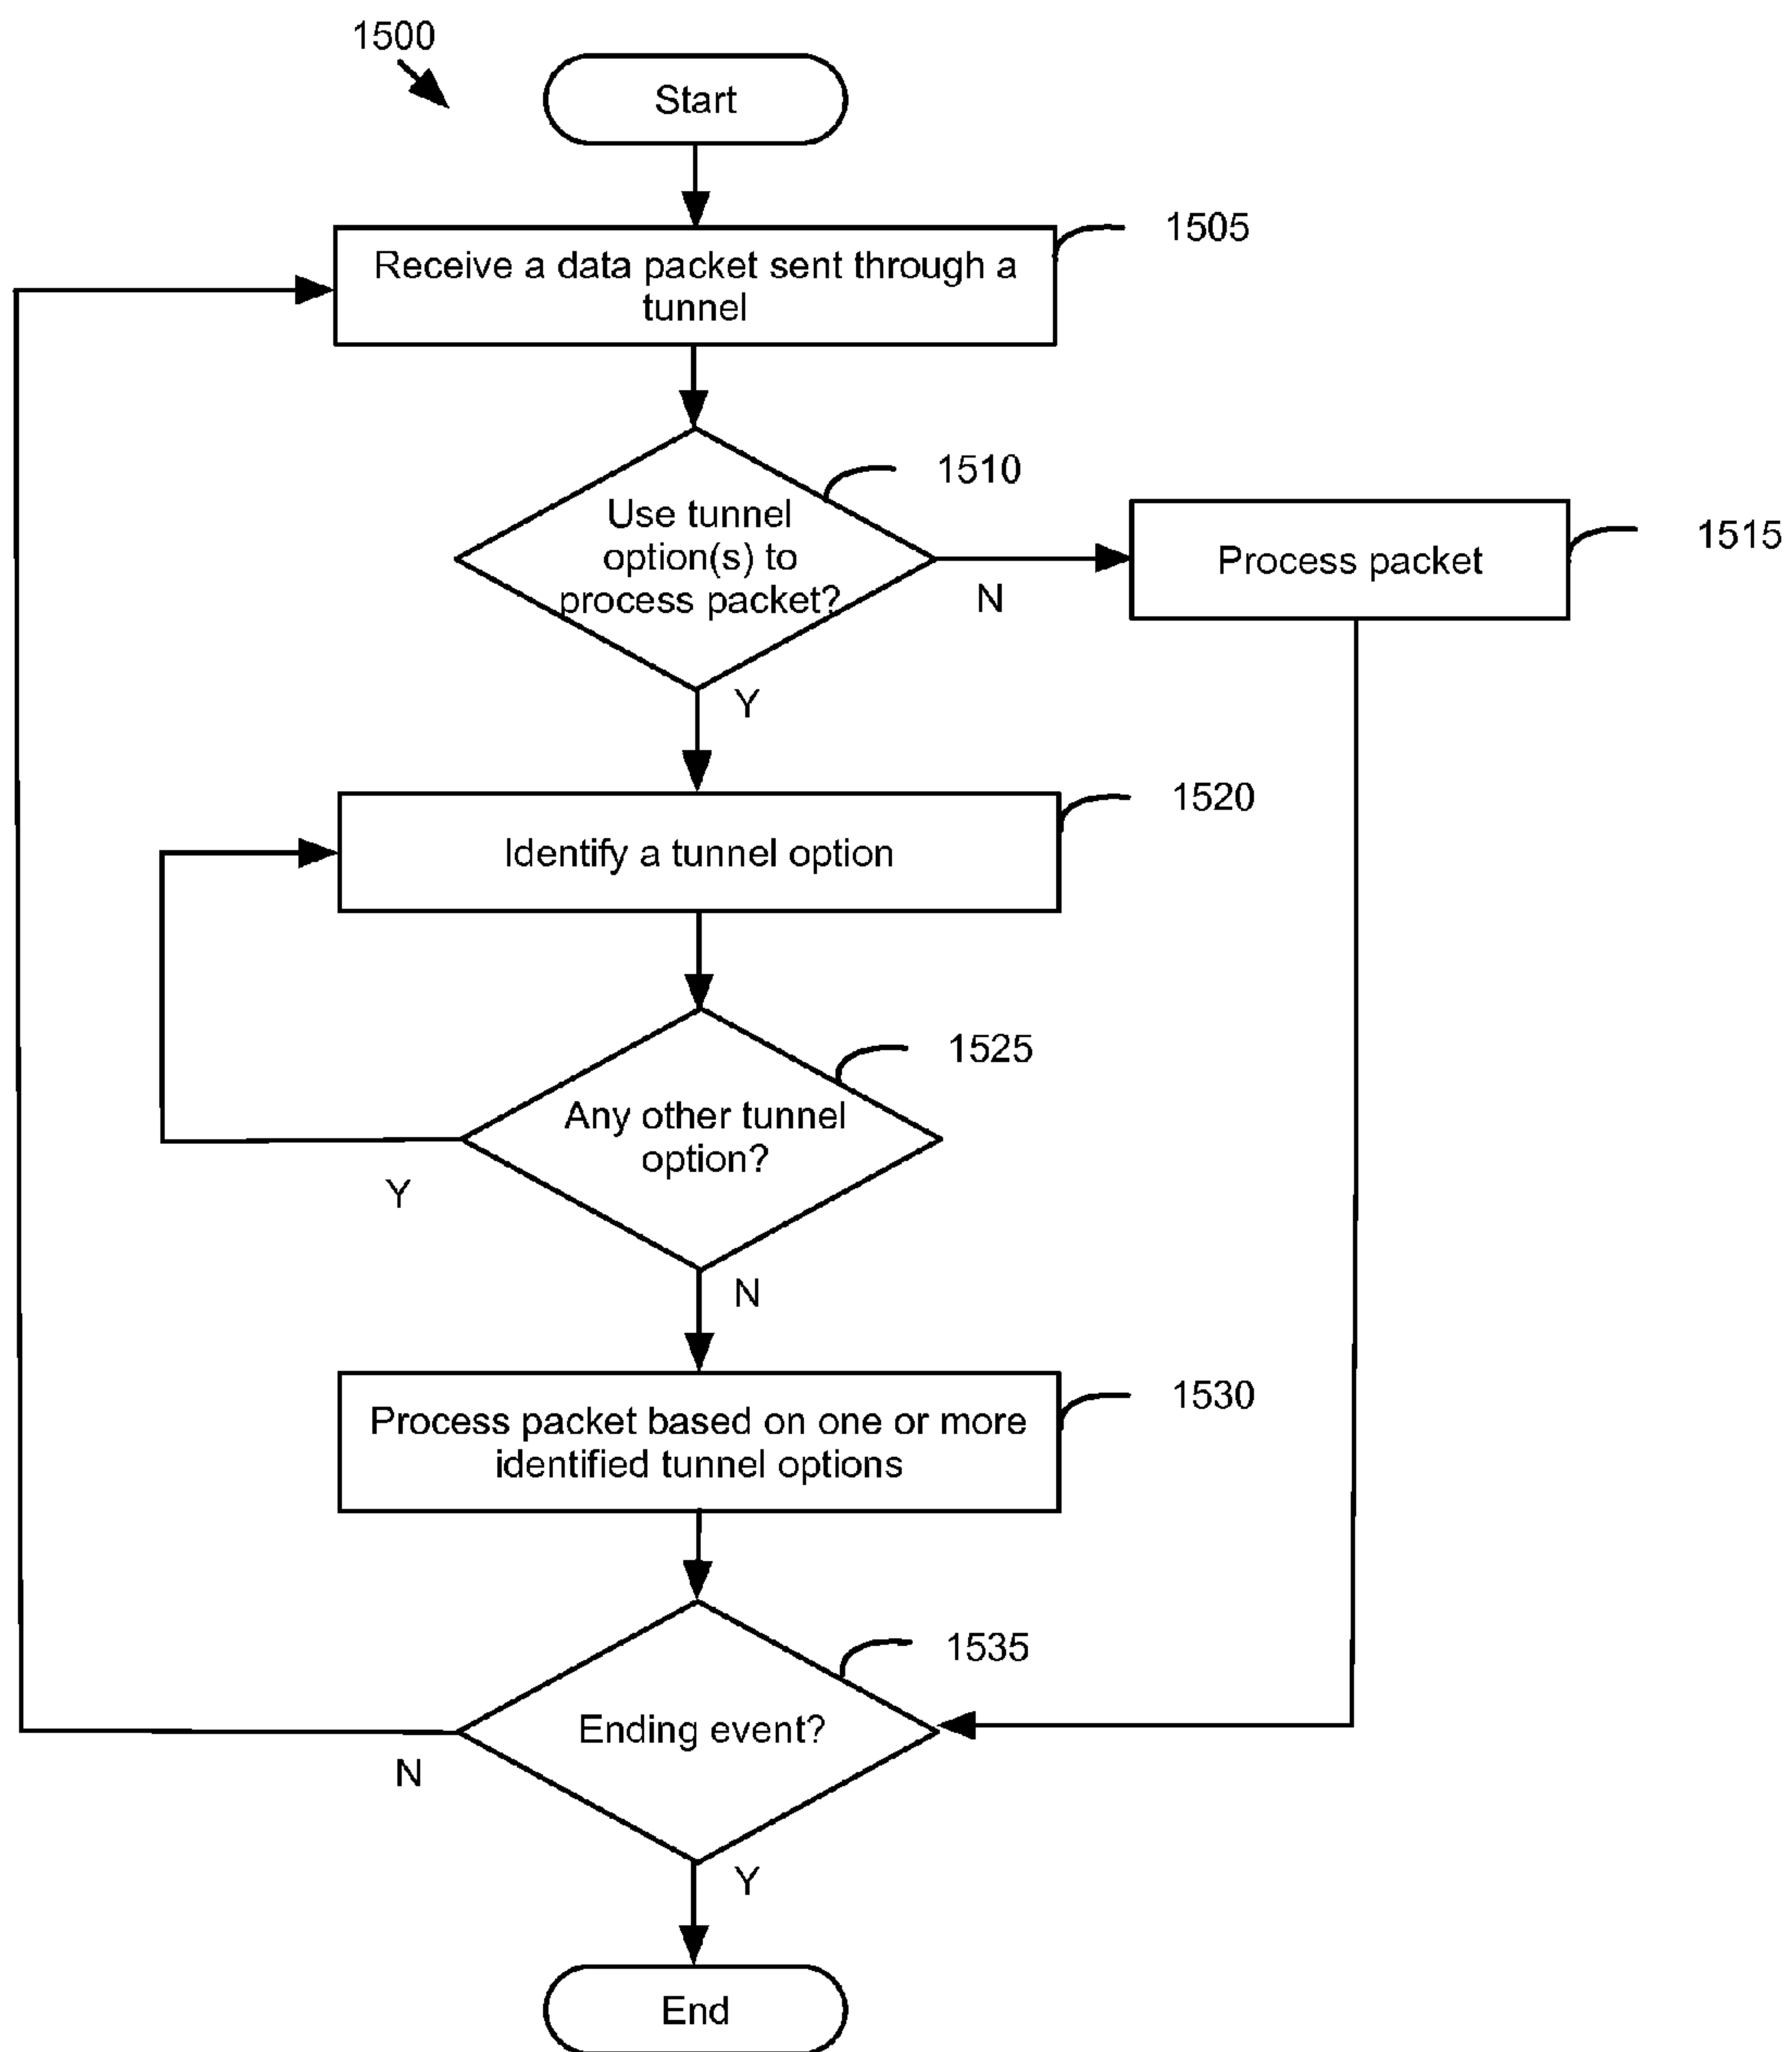 1500
Start
1505
Receive a data packet sent through a
tunnel
1510
Use tunnel
option(s) to
process packet?
N
1515
Process packet
Y
1520
Identify a tunnel option
1525
Any other tunnel
option?
Y
N
1530
Process packet based on one or more
identified tunnel options
1535
Ending event?
N
Y
End